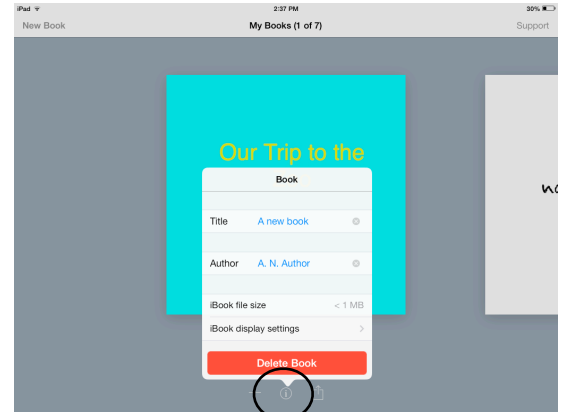 iPad 2:37 PM 30%
New Book My Books (1 of 7) Support
Our Trip to the
Book
Title A new book
Author A. N. Author
iBook file size < 1 MB
iBook display settings
Delete Book